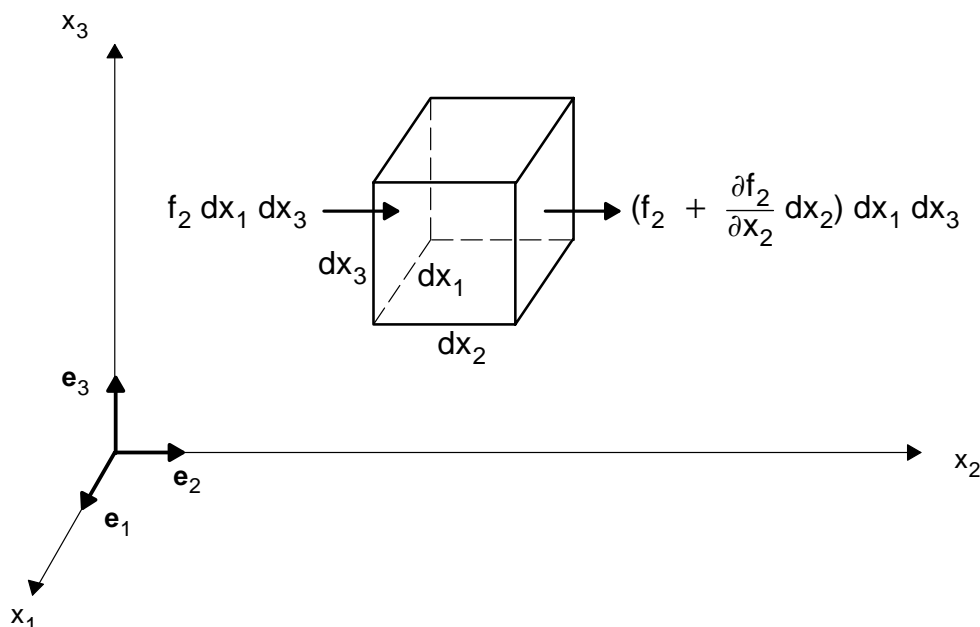 x₃
f₂ dx₁ dx₃
(f₂ + ∂f₂/∂x₂ dx₂) dx₁ dx₃
dx₃
dx₁
dx₂
e₃
e₂
x₂
e₁
x₁